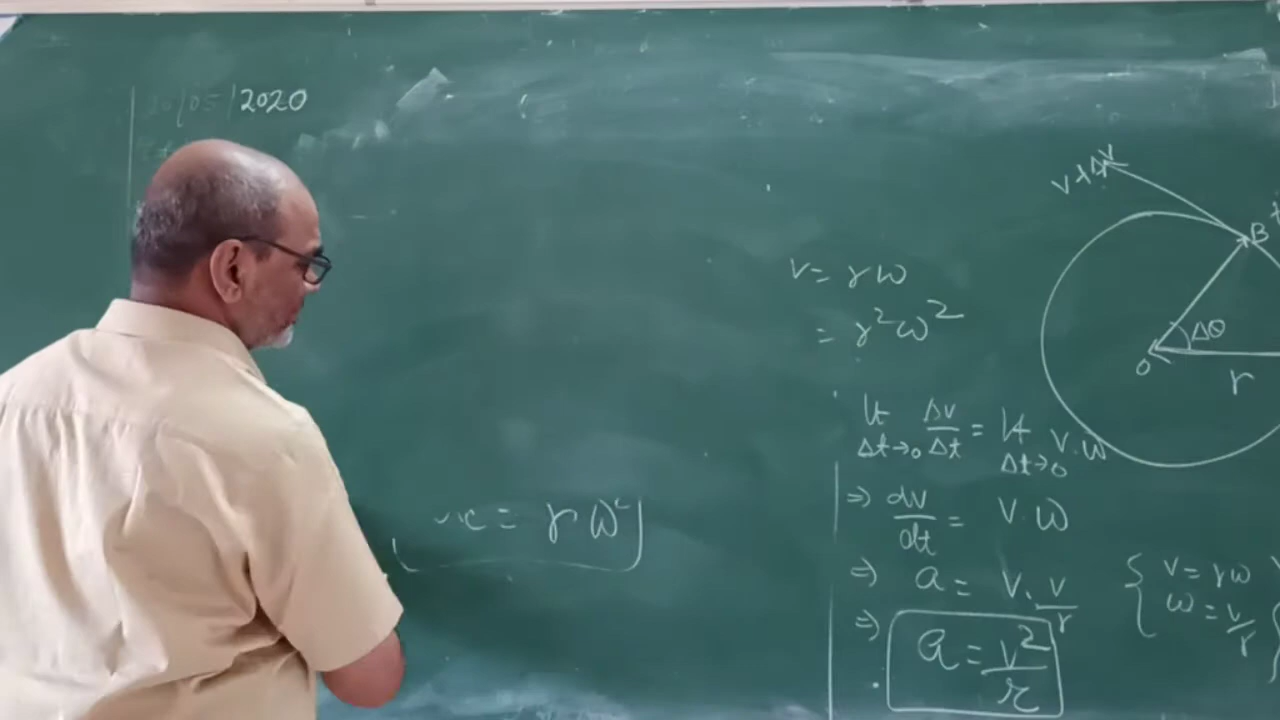 /05/2020
= rω²
v = rω
= r²ω²
lt Δt→0 Δv/Δt = lt Δt→0 v.ω
⇒ dv/dt = v.ω
⇒ a = v.v/r
⇒ a = v²/r
{ v = rω
ω = v/r
v+Δv
B
Δθ
O
r